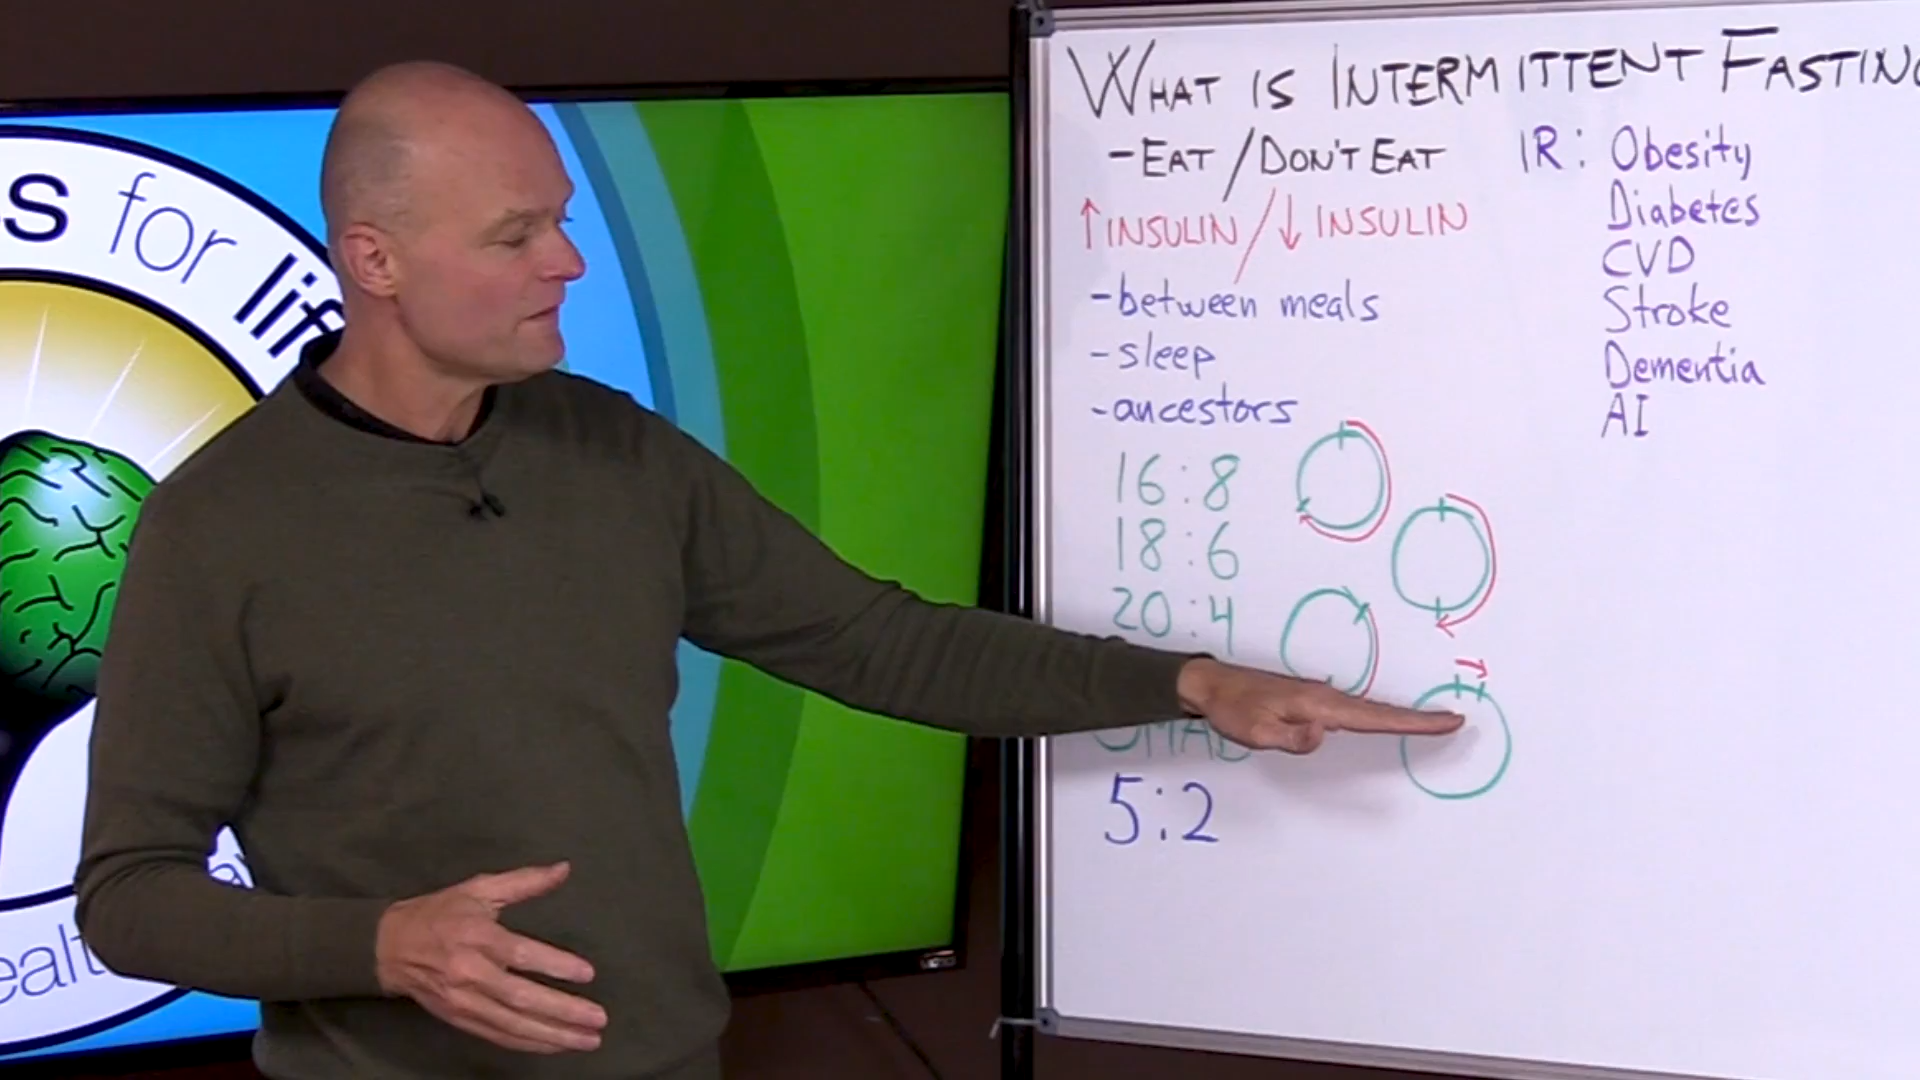 WHAT IS INTERMITTENT FASTING
-EAT / DON'T EAT
↑INSULIN / ↓INSULIN
-between meals
-sleep
-ancestors
16:8
18:6
20:4
OMAD
5:2
IR: Obesity
Diabetes
CVD
Stroke
Dementia
AI
s for life
ealt